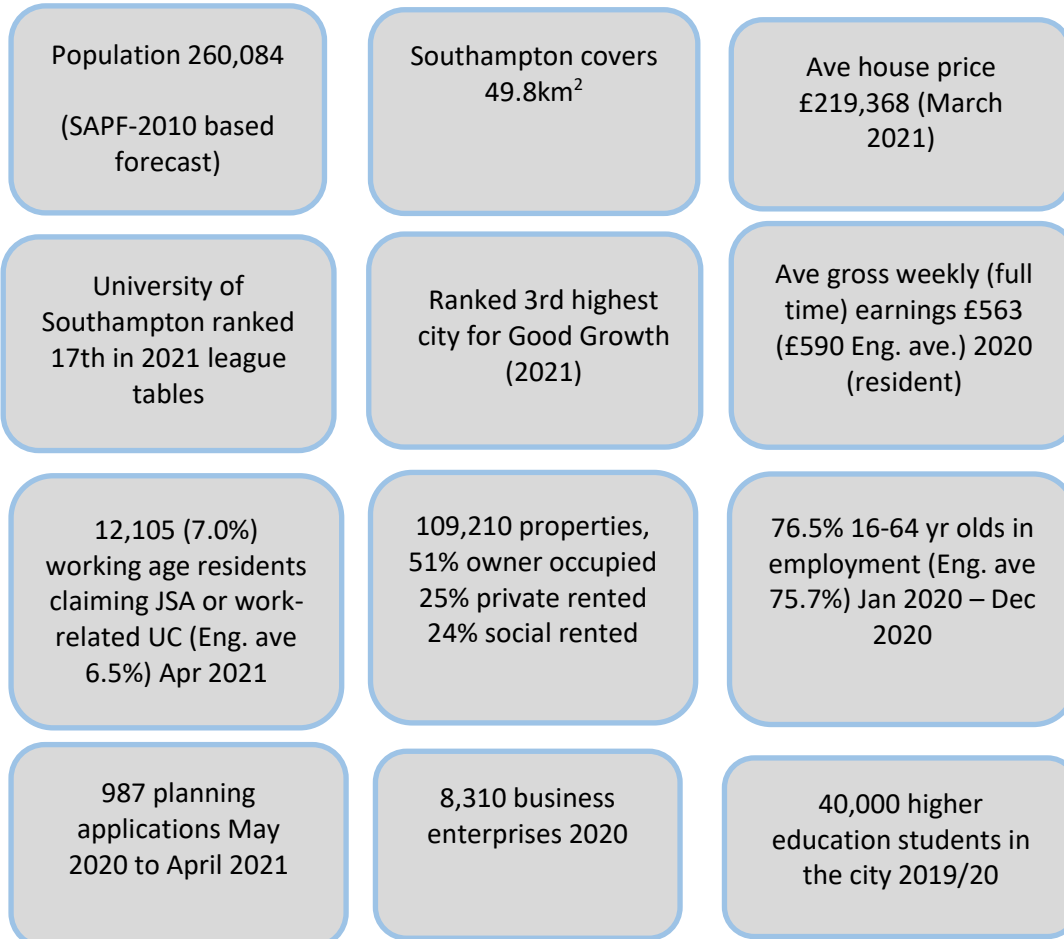 Population 260,084
(SAPF-2010 based
forecast)
Southampton covers
49.8km²
Ave house price
£219,368 (March
2021)
University of
Southampton ranked
17th in 2021 league
tables
Ranked 3rd highest
city for Good Growth
(2021)
Ave gross weekly (full
time) earnings £563
(£590 Eng. ave.) 2020
(resident)
12,105 (7.0%)
working age residents
claiming JSA or work-
related UC (Eng. ave
6.5%) Apr 2021
109,210 properties,
51% owner occupied
25% private rented
24% social rented
76.5% 16-64 yr olds in
employment (Eng. ave
75.7%) Jan 2020 – Dec
2020
987 planning
applications May
2020 to April 2021
8,310 business
enterprises 2020
40,000 higher
education students in
the city 2019/20